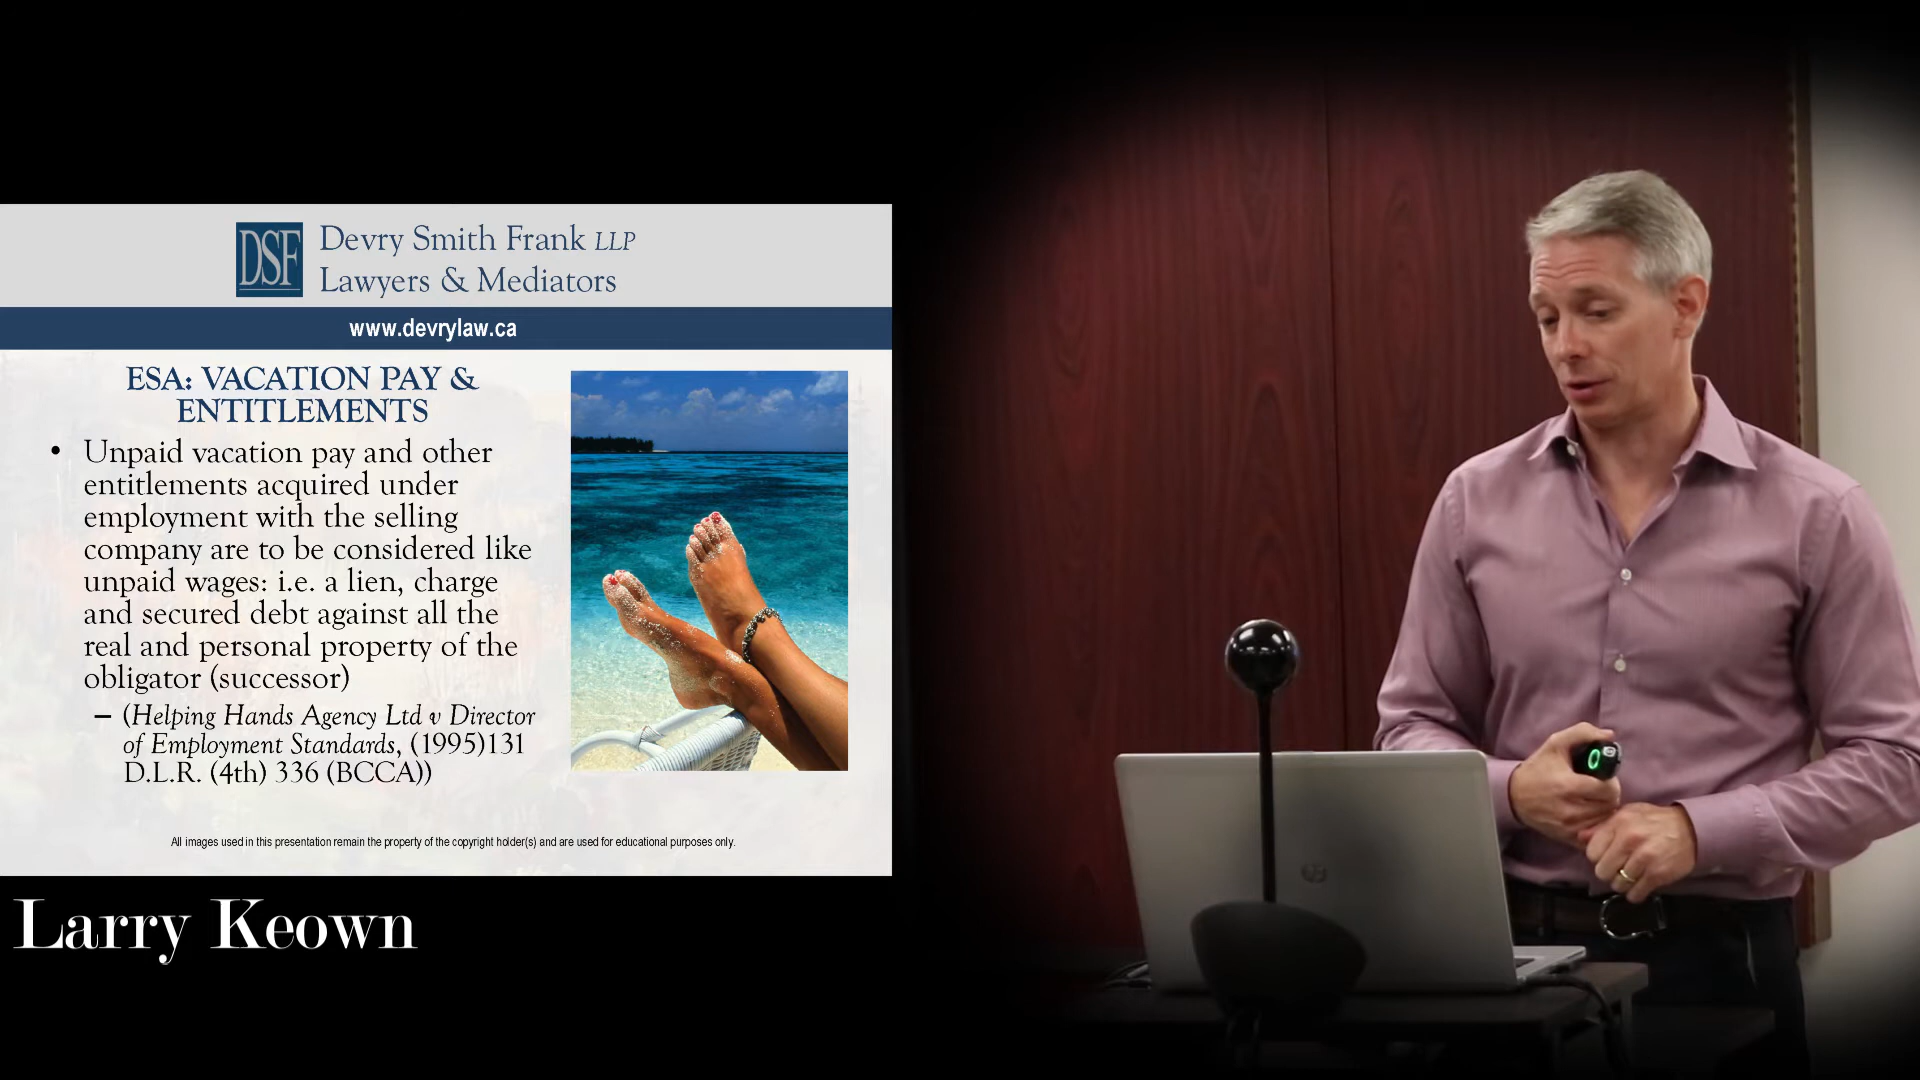 DSF
Devry Smith Frank LLP
Lawyers & Mediators
www.devrylaw.ca
ESA: VACATION PAY &
ENTITLEMENTS
• Unpaid vacation pay and other
entitlements acquired under
employment with the selling
company are to be considered like
unpaid wages: i.e. a lien, charge
and secured debt against all the
real and personal property of the
obligator (successor)
– (Helping Hands Agency Ltd v Director
of Employment Standards, (1995)131
D.L.R. (4th) 336 (BCCA))
All images used in this presentation remain the property of the copyright holder(s) and are used for educational purposes only.
Larry Keown
hp